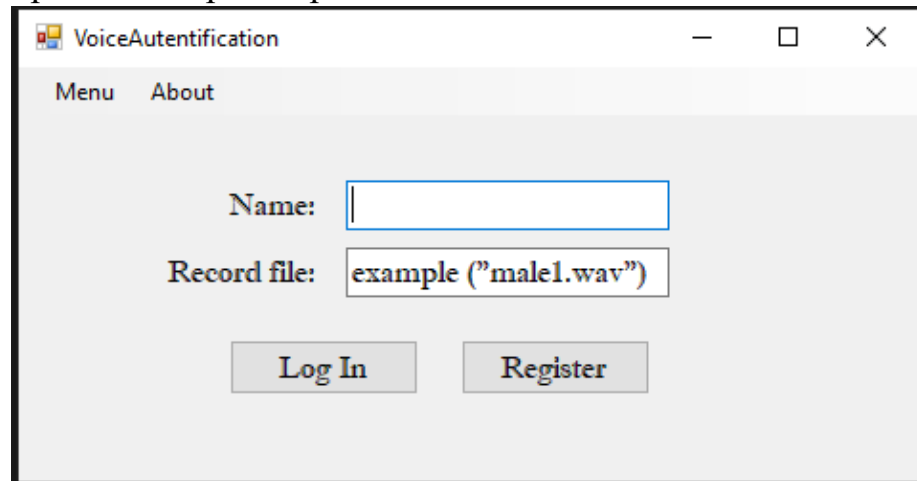 VoiceAutentification
Menu About
Name:
Record file: example ("male1.wav")
Log In Register